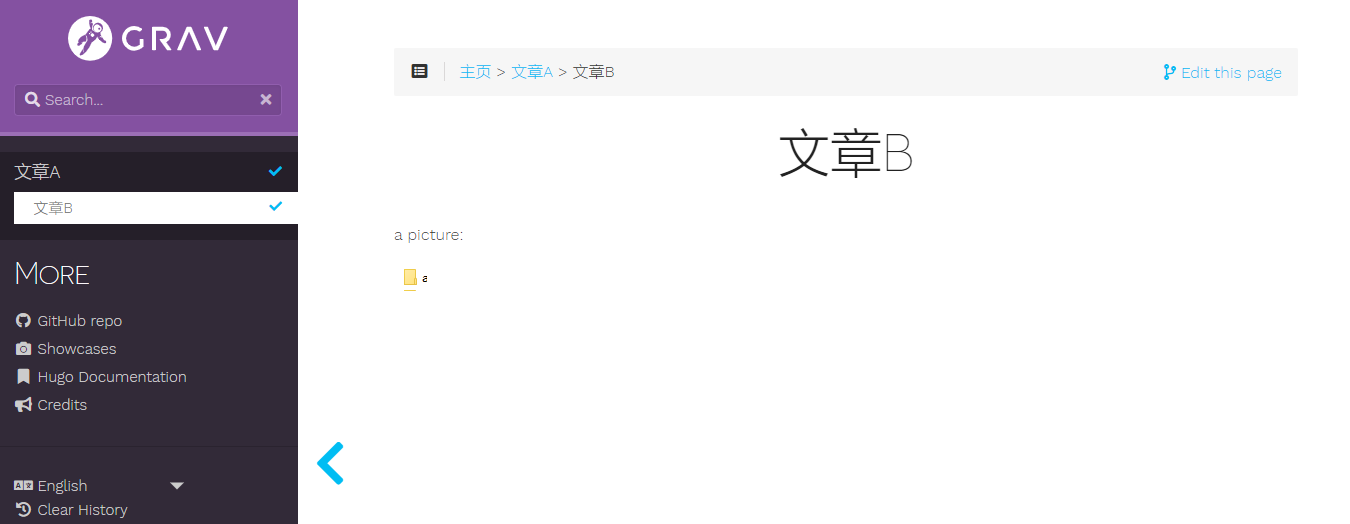 GRAV
Search...
文章A
文章B
MORE
GitHub repo
Showcases
Hugo Documentation
Credits
English
Clear History
主页 > 文章A > 文章B
Edit this page
文章B
a picture:
a